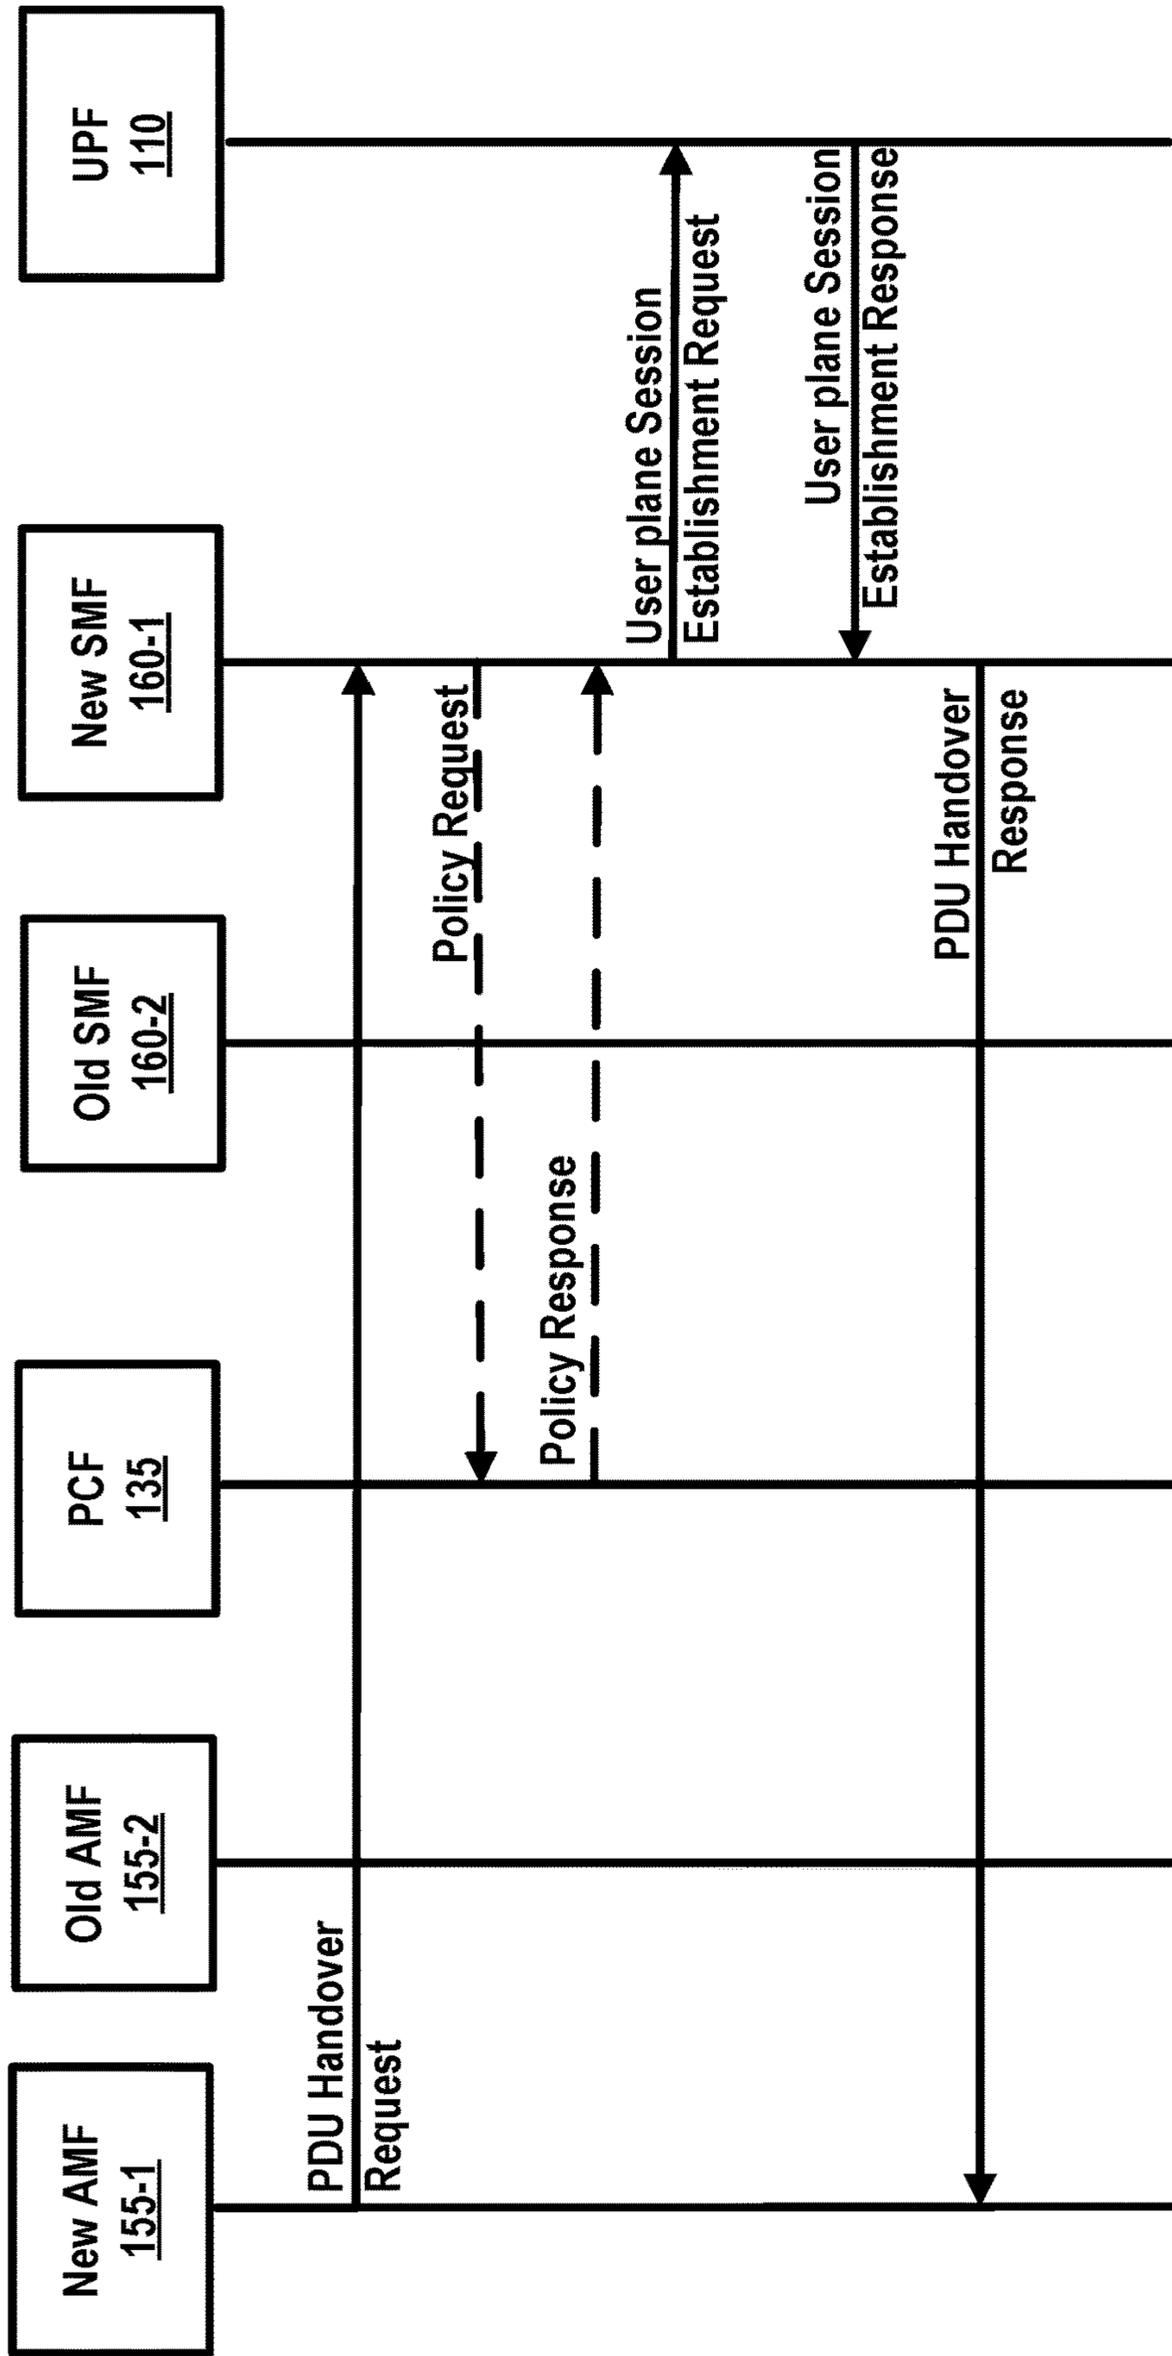 New AMF
155-1
Old AMF
155-2
PCF
135
Old SMF
160-2
New SMF
160-1
UPF
110
PDU Handover
Request
Policy Request
Policy Response
User plane Session
Establishment Request
User plane Session
Establishment Response
PDU Handover
Response